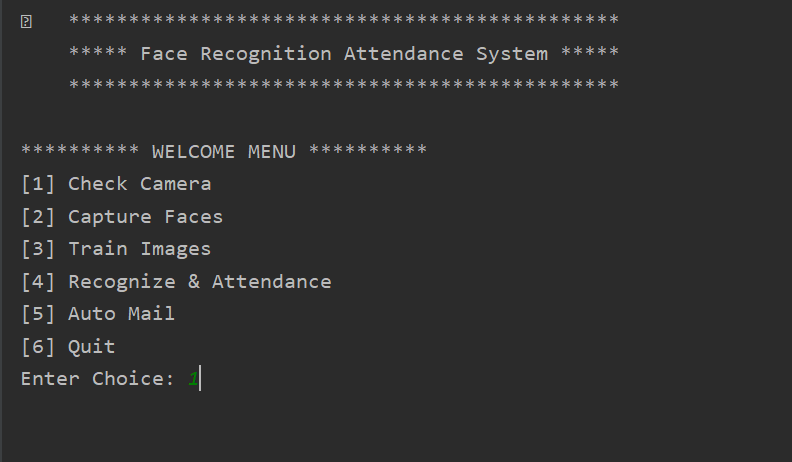 **********************************************
***** Face Recognition Attendance System *****
**********************************************
********** WELCOME MENU **********
[1] Check Camera
[2] Capture Faces
[3] Train Images
[4] Recognize & Attendance
[5] Auto Mail
[6] Quit
Enter Choice: 1